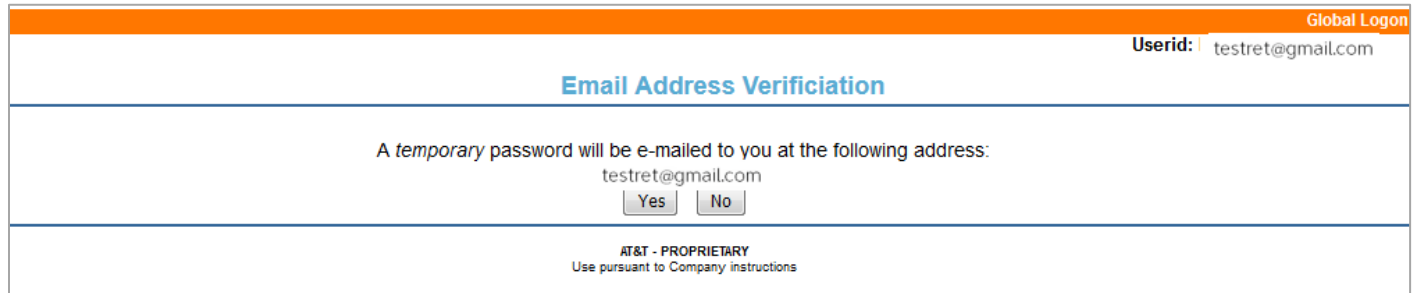 Global Logon
Userid: testret@gmail.com
Email Address Verificiation
A temporary password will be e-mailed to you at the following address:
testret@gmail.com
Yes No
AT&T - PROPRIETARY
Use pursuant to Company instructions